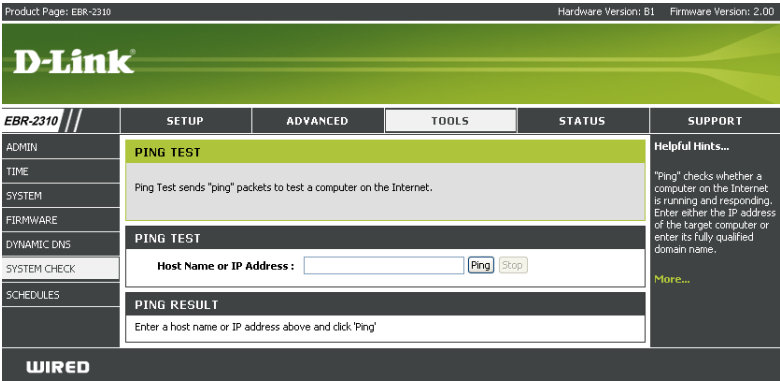 Product Page: EBR-2310
Hardware Version: B1 Firmware Version: 2.00
D-Link®
EBR-2310
SETUP
ADVANCED
TOOLS
STATUS
SUPPORT
ADMIN
TIME
SYSTEM
FIRMWARE
DYNAMIC DNS
SYSTEM CHECK
SCHEDULES
PING TEST
Ping Test sends "ping" packets to test a computer on the Internet.
PING TEST
Host Name or IP Address :
Ping
Stop
PING RESULT
Enter a host name or IP address above and click 'Ping'
Helpful Hints...
"Ping" checks whether a
computer on the Internet
is running and responding.
Enter either the IP address
of the target computer or
enter its fully qualified
domain name.
More...
WIRED